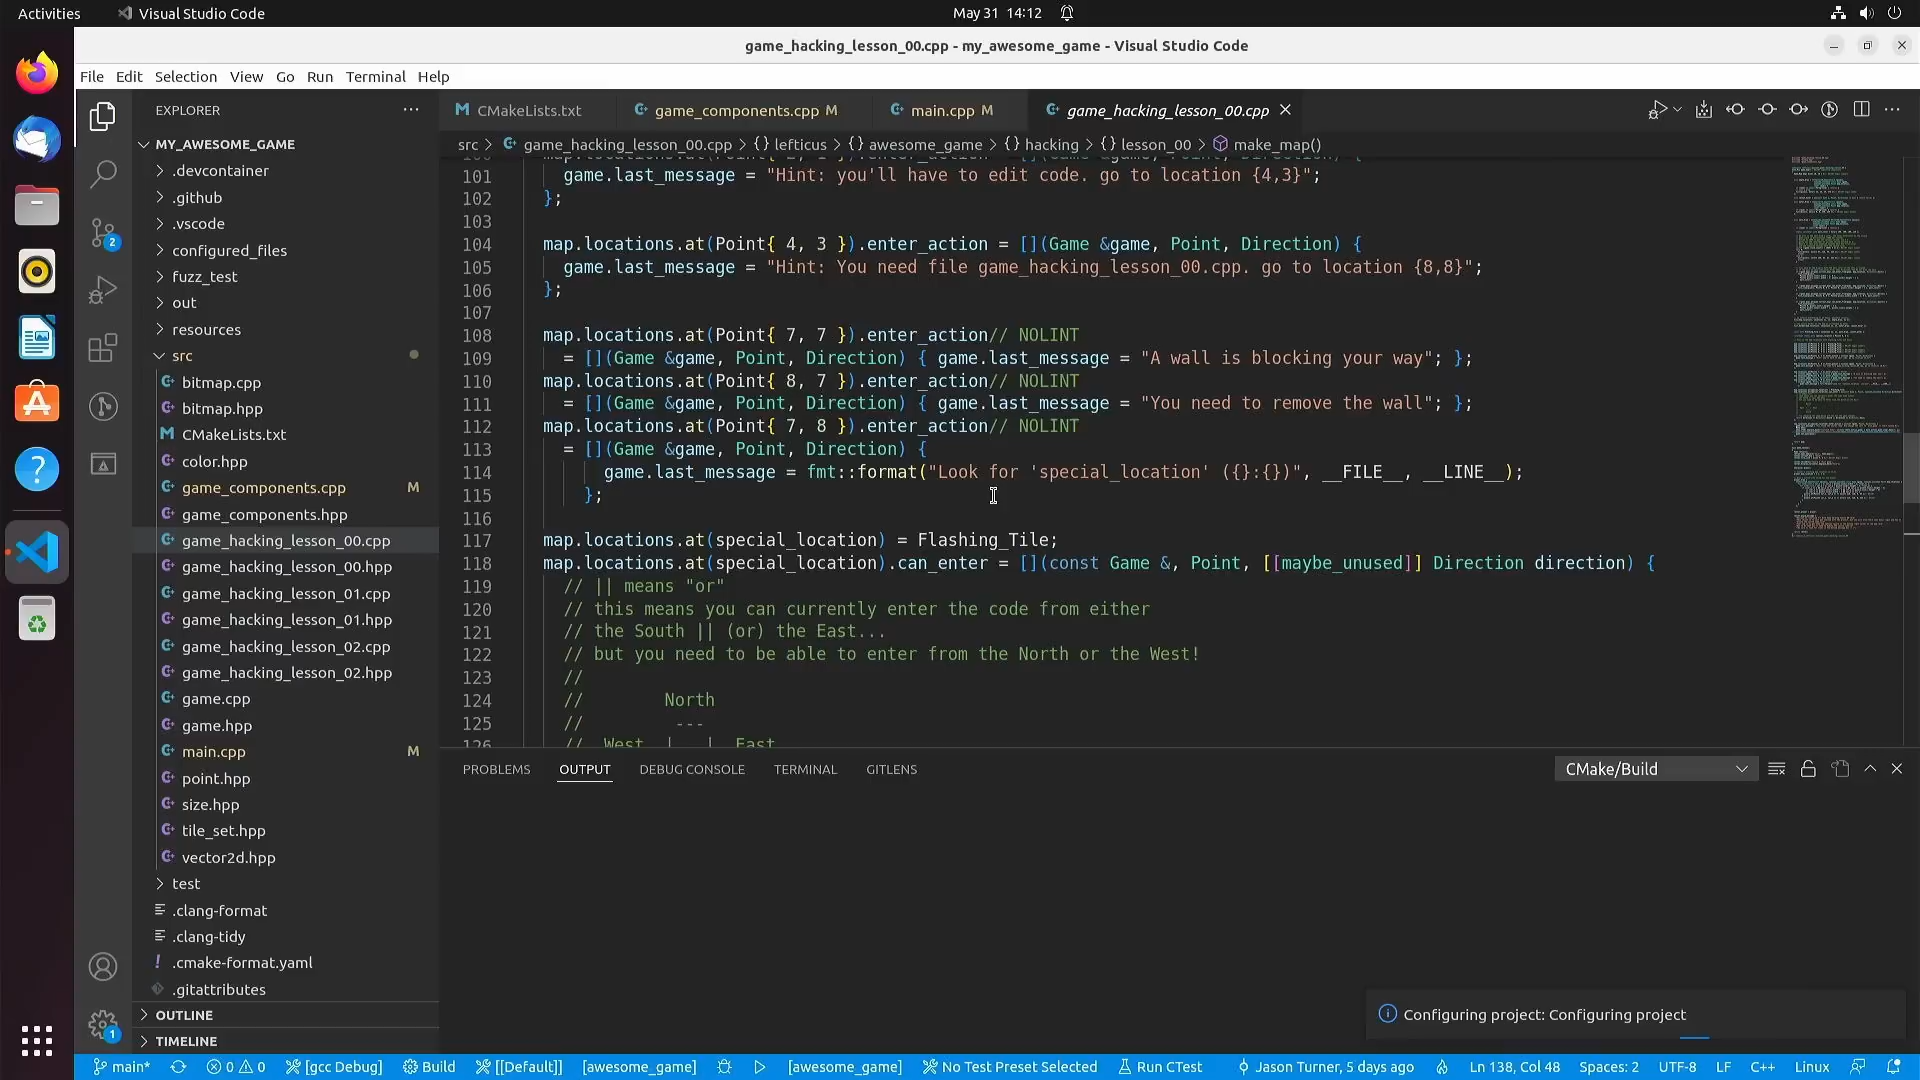 Activities
Visual Studio Code
May 31 14:12
game_hacking_lesson_00.cpp - my_awesome_game - Visual Studio Code
File Edit Selection View Go Run Terminal Help
EXPLORER
MY_AWESOME_GAME
.devcontainer
.github
.vscode
configured_files
fuzz_test
out
resources
src
bitmap.cpp
bitmap.hpp
CMakeLists.txt
color.hpp
game_components.cpp M
game_components.hpp
game_hacking_lesson_00.cpp
game_hacking_lesson_00.hpp
game_hacking_lesson_01.cpp
game_hacking_lesson_01.hpp
game_hacking_lesson_02.cpp
game_hacking_lesson_02.hpp
game.cpp
game.hpp
main.cpp M
point.hpp
size.hpp
tile_set.hpp
vector2d.hpp
test
.clang-format
.clang-tidy
.cmake-format.yaml
.gitattributes
OUTLINE
TIMELINE
2
1
CMakeLists.txt game_components.cpp M main.cpp M game_hacking_lesson_00.cpp
src > game_hacking_lesson_00.cpp > {} lefticus > {} awesome_game > {} hacking > {} lesson_00 > make_map()
101 game.last_message = "Hint: you'll have to edit code. go to location {4,3}";
102 };
103
104 map.locations.at(Point{ 4, 3 }).enter_action = [](Game &game, Point, Direction) {
105 game.last_message = "Hint: You need file game_hacking_lesson_00.cpp. go to location {8,8}";
106 };
107
108 map.locations.at(Point{ 7, 7 }).enter_action// NOLINT
109 = [](Game &game, Point, Direction) { game.last_message = "A wall is blocking your way"; };
110 map.locations.at(Point{ 8, 7 }).enter_action// NOLINT
111 = [](Game &game, Point, Direction) { game.last_message = "You need to remove the wall"; };
112 map.locations.at(Point{ 7, 8 }).enter_action// NOLINT
113 = [](Game &game, Point, Direction) {
114 game.last_message = fmt::format("Look for 'special_location' ({}:{})", __FILE__, __LINE__);
115 };
116
117 map.locations.at(special_location) = Flashing_Tile;
118 map.locations.at(special_location).can_enter = [](const Game &, Point, [[maybe_unused]] Direction direction) {
119 // || means "or"
120 // this means you can currently enter the code from either
121 // the South || (or) the East...
122 // but you need to be able to enter from the North or the West!
123 //
124 // North
125 // ---
126 // West | | East
PROBLEMS OUTPUT DEBUG CONSOLE TERMINAL GITLENS
CMake/Build
Configuring project: Configuring project
main* 0 0 [gcc Debug] Build [[Default]] [awesome_game] [awesome_game] No Test Preset Selected Run CTest Jason Turner, 5 days ago Ln 138, Col 48 Spaces: 2 UTF-8 LF C++ Linux